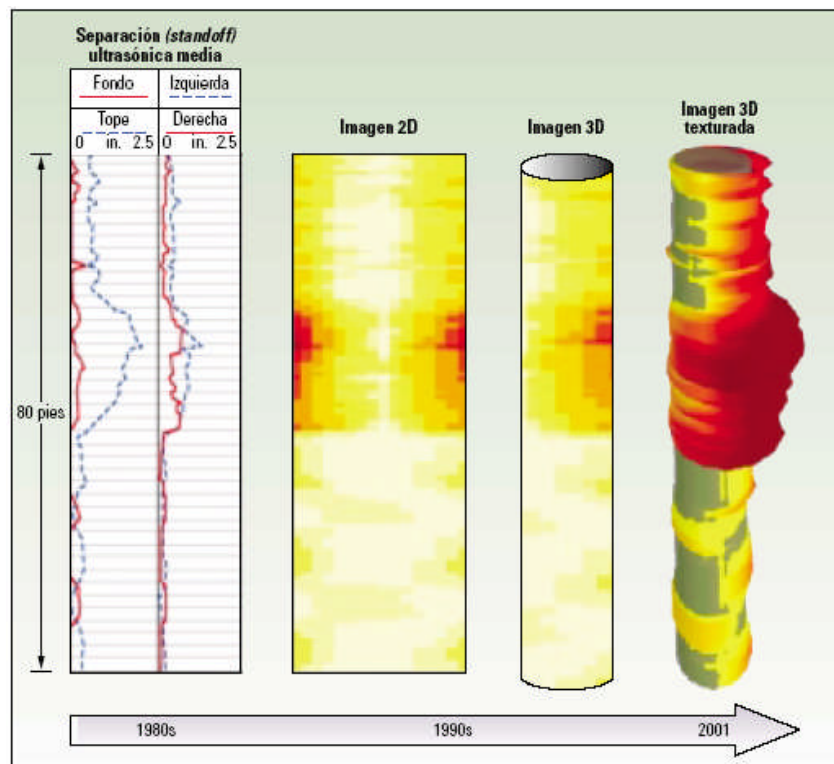 Separación (standoff)
ultrasónica media
Fondo
Izquierda
Tope
Derecha
0 in. 2.5
0 in. 2.5
Imagen 2D
Imagen 3D
Imagen 3D
texturada
80 pies
1980s
1990s
2001